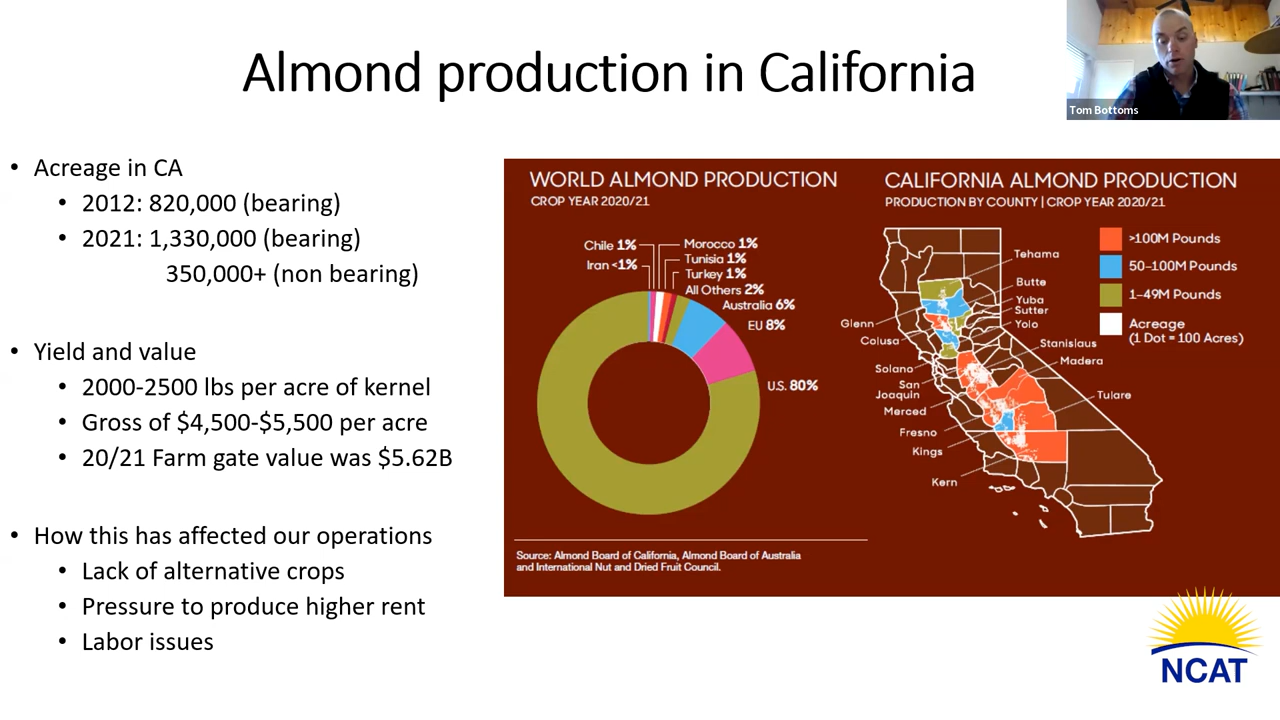 Almond production in California
Tom Bottoms
• Acreage in CA
• 2012: 820,000 (bearing)
• 2021: 1,330,000 (bearing)
350,000+ (non bearing)
• Yield and value
• 2000-2500 lbs per acre of kernel
• Gross of $4,500-$5,500 per acre
• 20/21 Farm gate value was $5.62B
• How this has affected our operations
• Lack of alternative crops
• Pressure to produce higher rent
• Labor issues
WORLD ALMOND PRODUCTION
CROP YEAR 2020/21
Chile 1%
Iran <1%
Morocco 1%
Tunisia 1%
Turkey 1%
All Others 2%
Australia 6%
EU 8%
U.S. 80%
Source: Almond Board of California, Almond Board of Australia
and International Nut and Dried Fruit Council.
CALIFORNIA ALMOND PRODUCTION
PRODUCTION BY COUNTY | CROP YEAR 2020/21
>100M Pounds
50–100M Pounds
1–49M Pounds
Acreage
(1 Dot = 100 Acres)
Tehama
Butte
Yuba
Sutter
Yolo
Stanislaus
Madera
Tulare
Glenn
Colusa
Solano
San
Joaquin
Merced
Fresno
Kings
Kern
NCAT